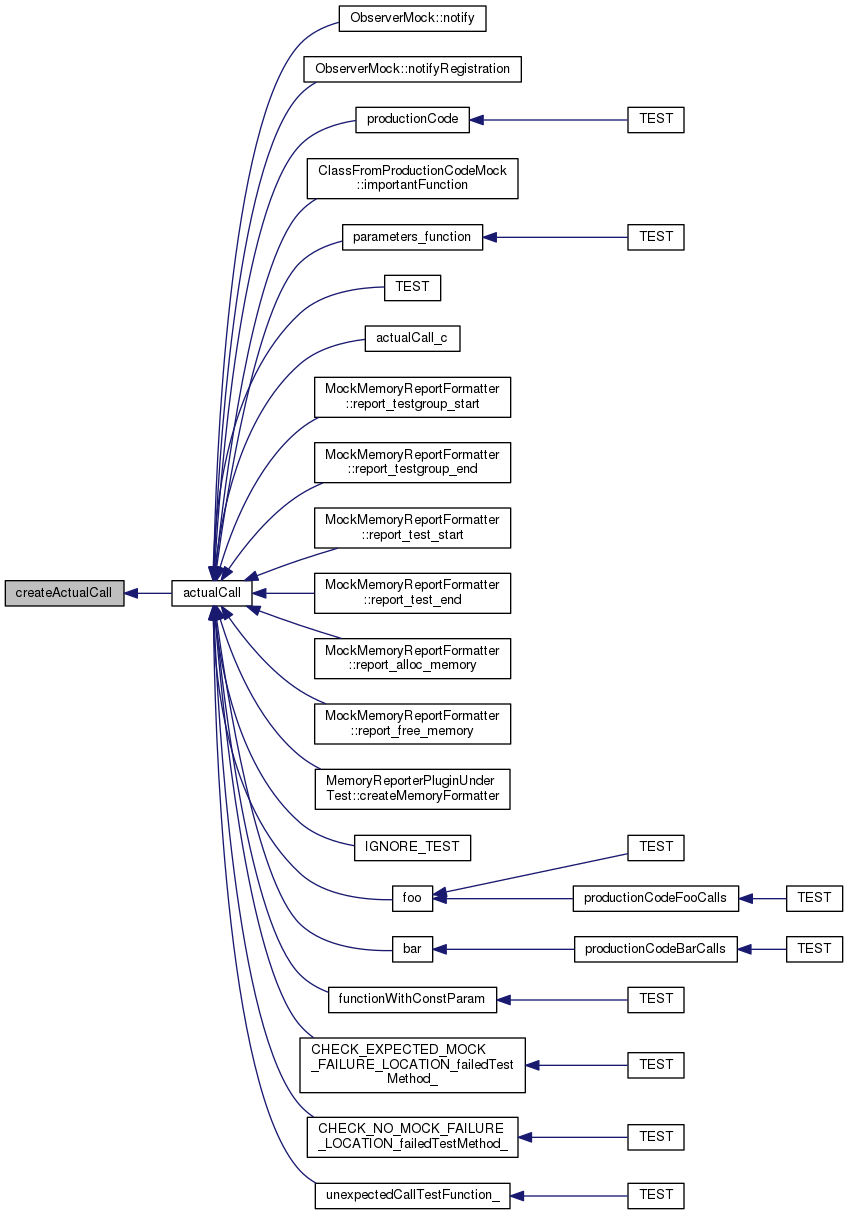 ObserverMock::notify
ObserverMock::notifyRegistration
productionCode
TEST
ClassFromProductionCodeMock
::importantFunction
parameters_function
TEST
TEST
actualCall_c
MockMemoryReportFormatter
::report_testgroup_start
MockMemoryReportFormatter
::report_testgroup_end
MockMemoryReportFormatter
::report_test_start
createActualCall
actualCall
MockMemoryReportFormatter
::report_test_end
MockMemoryReportFormatter
::report_alloc_memory
MockMemoryReportFormatter
::report_free_memory
MemoryReporterPluginUnder
Test::createMemoryFormatter
IGNORE_TEST
TEST
foo
productionCodeFooCalls
TEST
bar
productionCodeBarCalls
TEST
functionWithConstParam
TEST
CHECK_EXPECTED_MOCK
_FAILURE_LOCATION_failedTest
Method_
TEST
CHECK_NO_MOCK_FAILURE
_LOCATION_failedTestMethod_
TEST
unexpectedCallTestFunction_
TEST